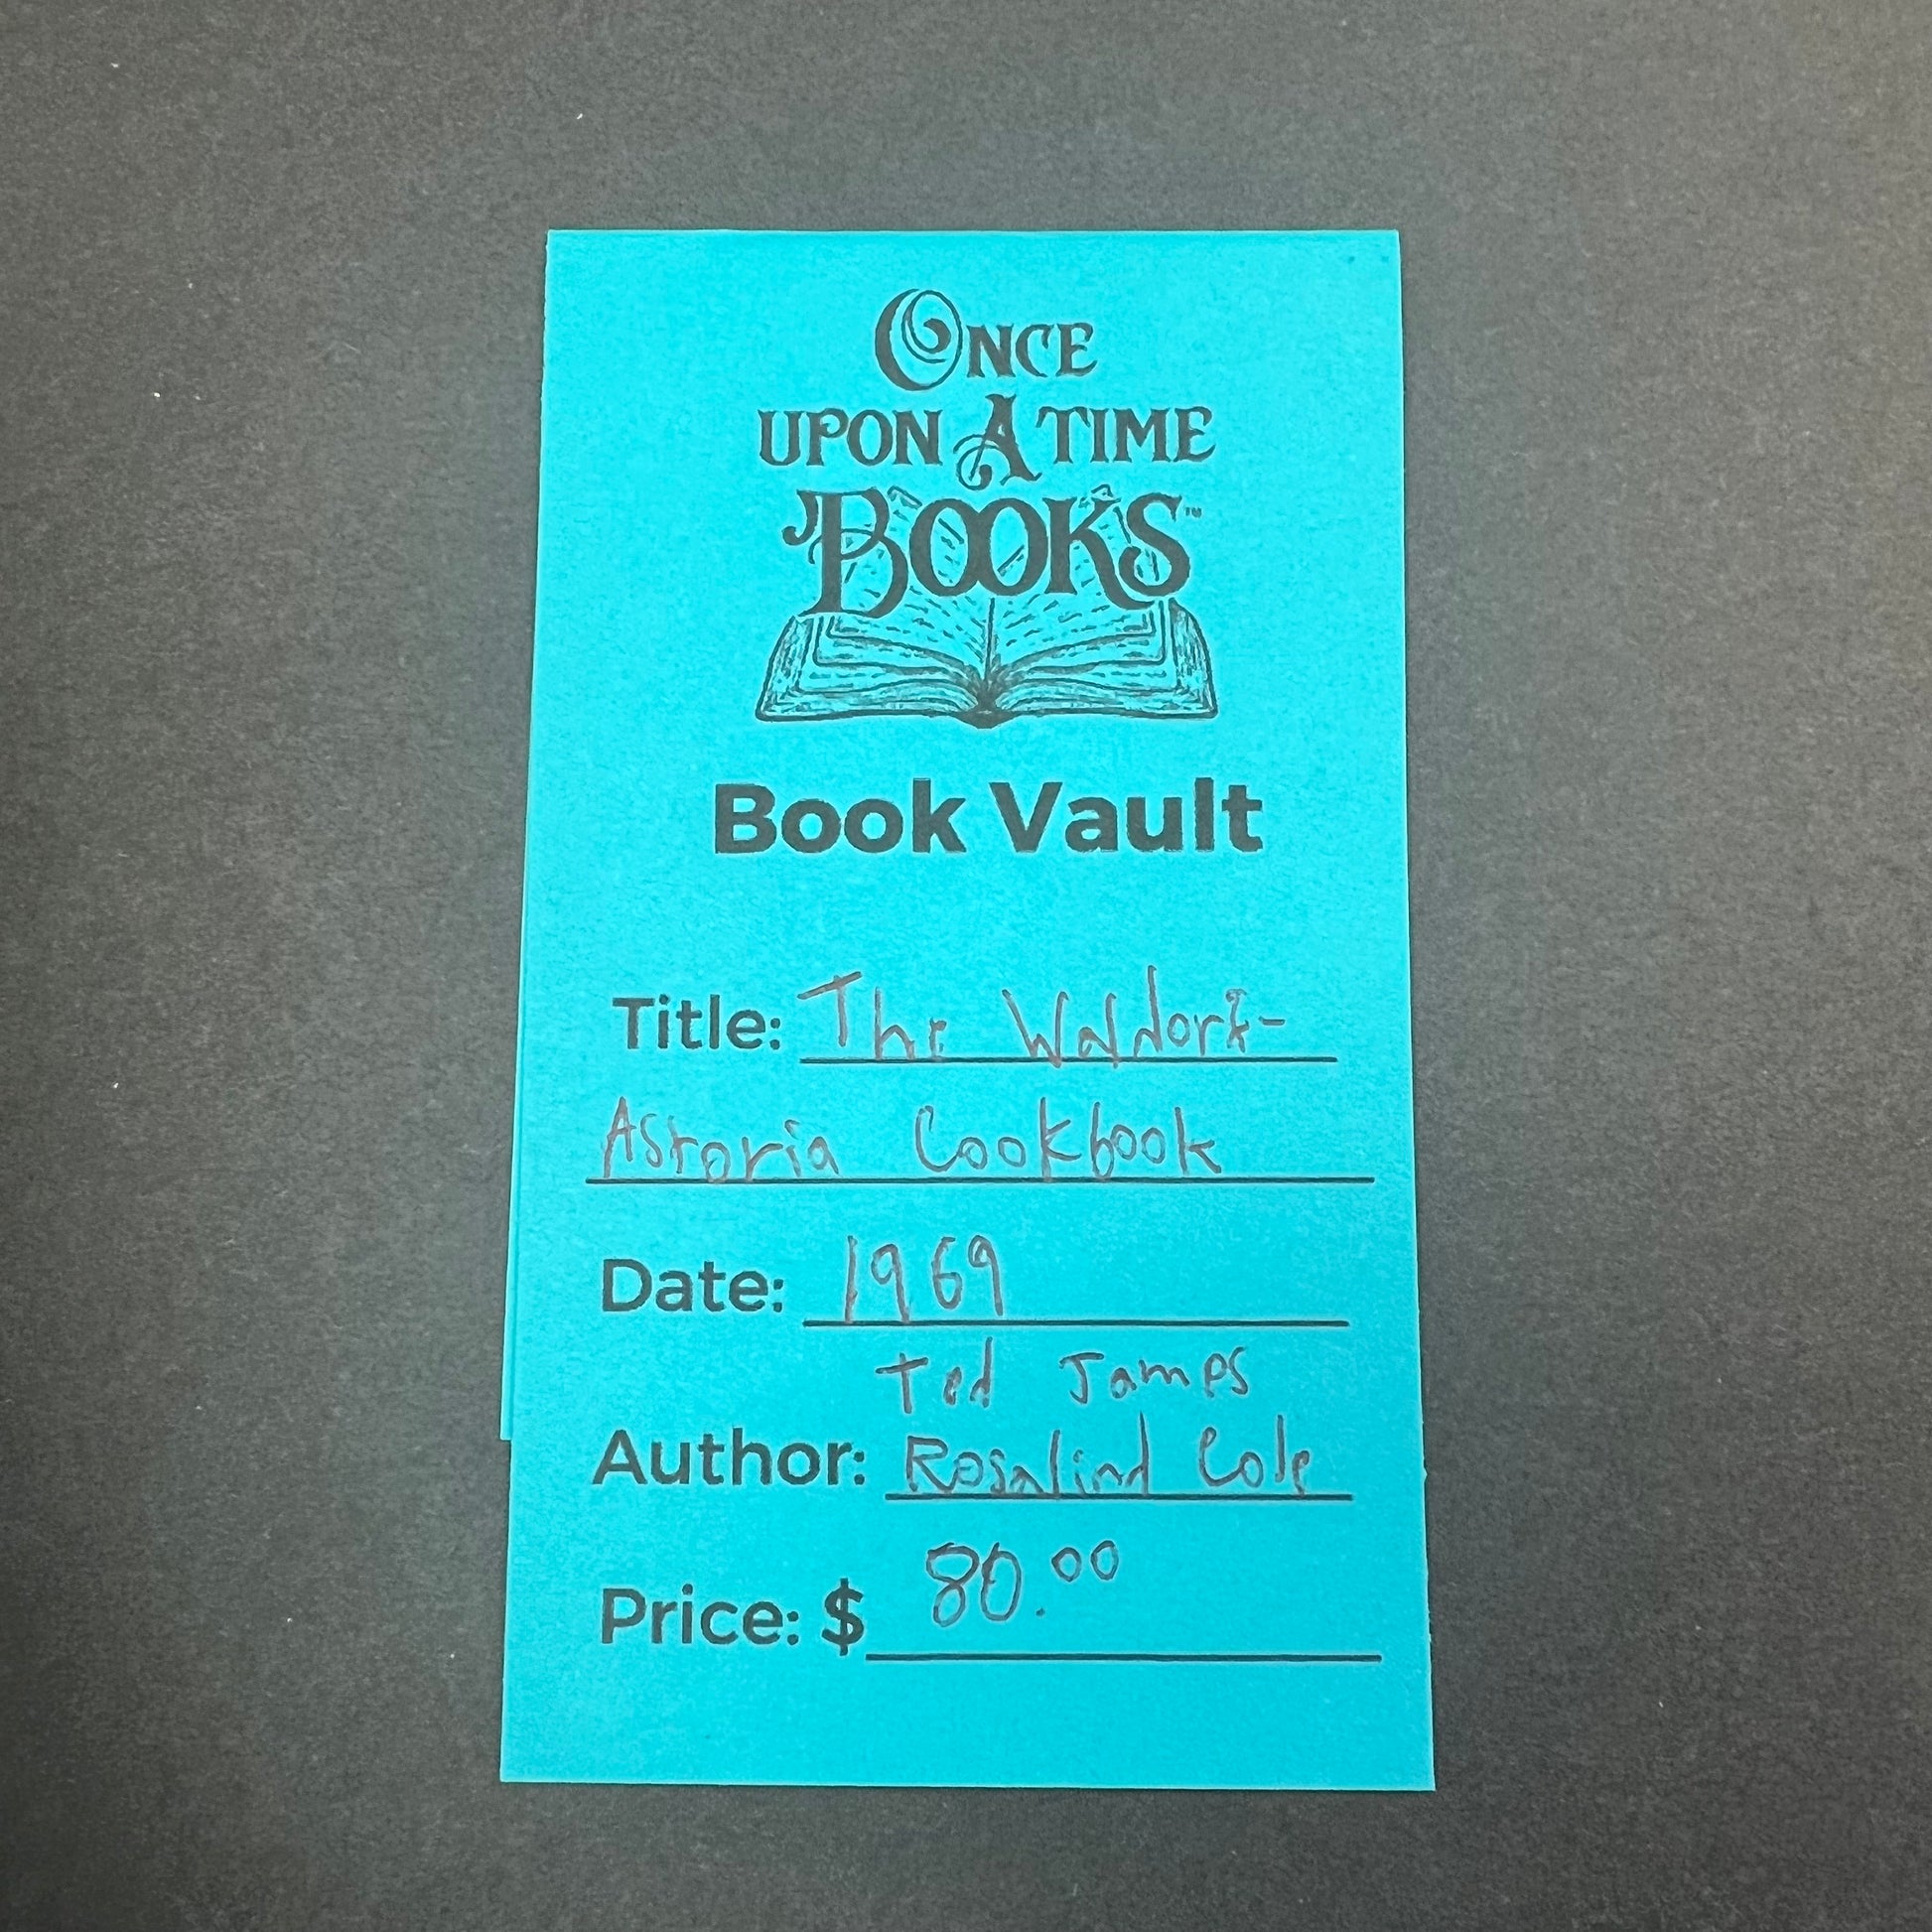 ONCE
UPON A TIME
BOOKS™
Book Vault
Title: The Waldorf-
Astoria Cookbook
Date: 1969
Ted James
Author: Rosalind Cole
Price: $ 80.00